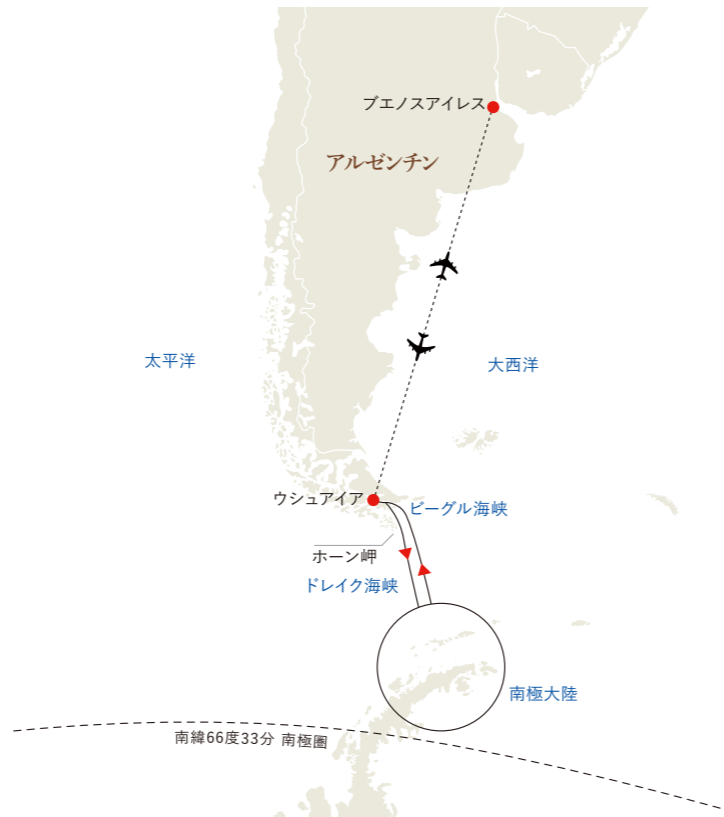 ブエノスアイレス
アルゼンチン
太平洋
大西洋
ウシュアイア
ビーグル海峡
ホーン岬
ドレイク海峡
南極大陸
南緯66度33分 南極圏